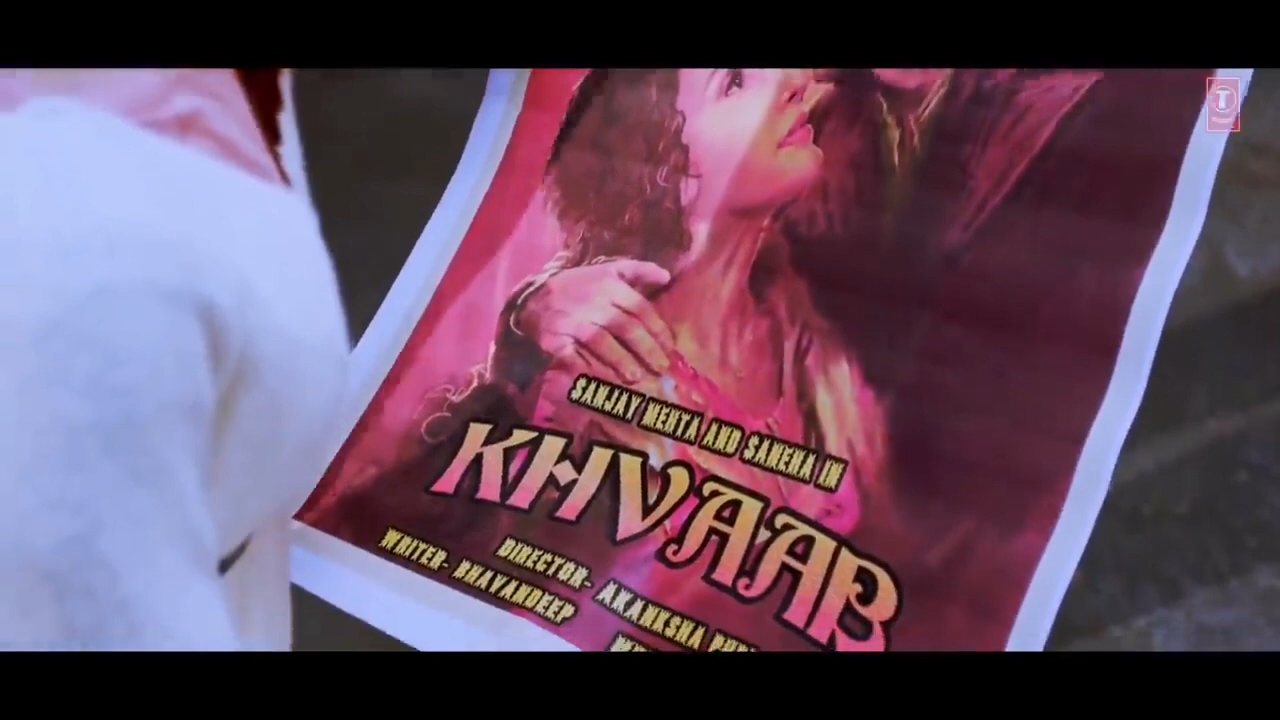 T
SANJAY MEHTA AND SANEHA IN
KHVAAB
DIRECTOR- AKANKSHA
WRITER- BHAVANDEEP